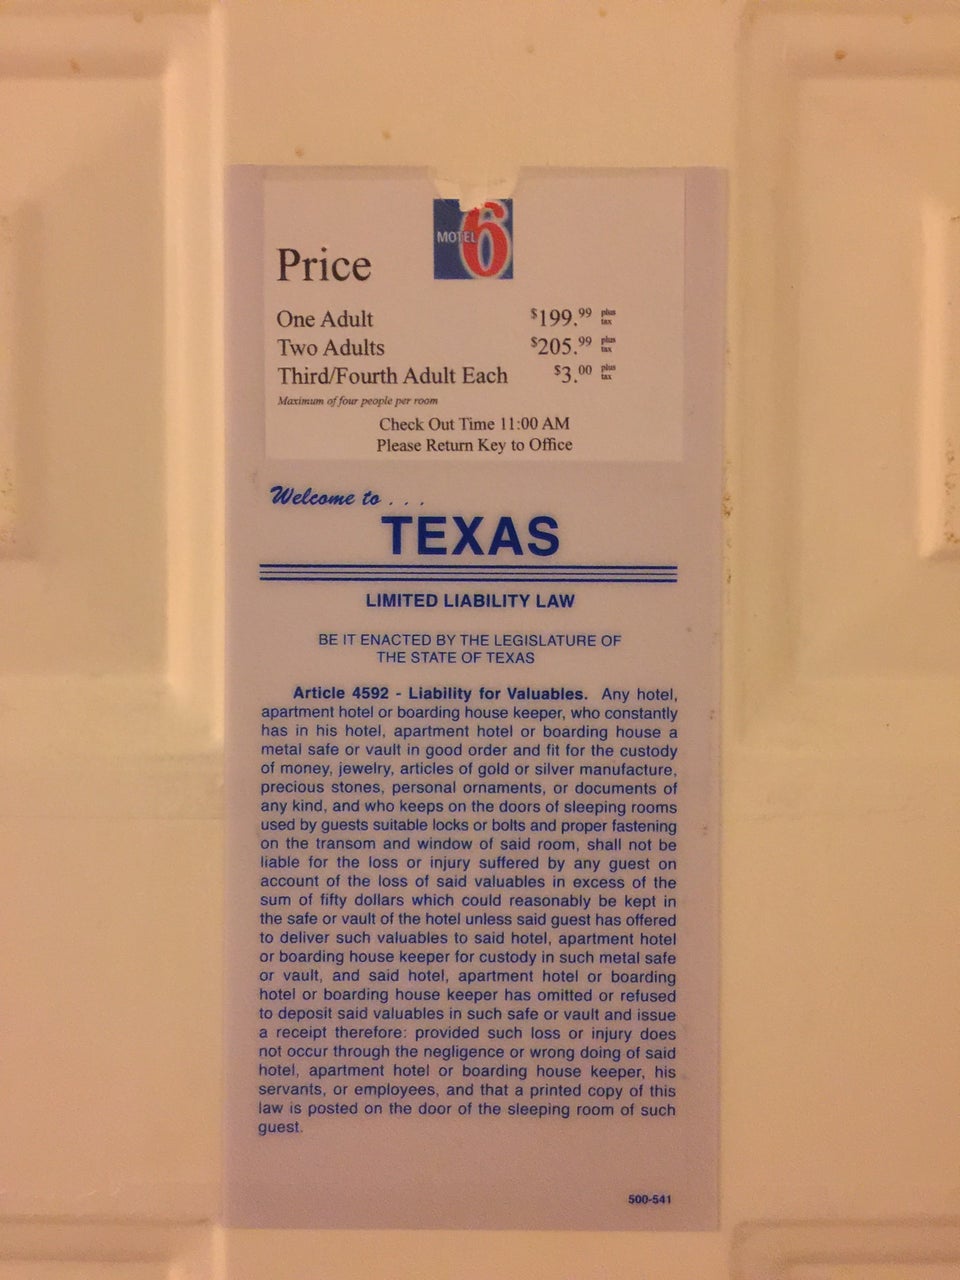 MOTEL 6
Price
One Adult $199.99 plus tax
Two Adults $205.99 plus tax
Third/Fourth Adult Each $3.00 plus tax
Maximum of four people per room
Check Out Time 11:00 AM
Please Return Key to Office
Welcome to . . .
TEXAS
LIMITED LIABILITY LAW
BE IT ENACTED BY THE LEGISLATURE OF
THE STATE OF TEXAS
Article 4592 - Liability for Valuables. Any hotel,
apartment hotel or boarding house keeper, who constantly
has in his hotel, apartment hotel or boarding house a
metal safe or vault in good order and fit for the custody
of money, jewelry, articles of gold or silver manufacture,
precious stones, personal ornaments, or documents of
any kind, and who keeps on the doors of sleeping rooms
used by guests suitable locks or bolts and proper fastening
on the transom and window of said room, shall not be
liable for the loss or injury suffered by any guest on
account of the loss of said valuables in excess of the
sum of fifty dollars which could reasonably be kept in
the safe or vault of the hotel unless said guest has offered
to deliver such valuables to said hotel, apartment hotel
or boarding house keeper for custody in such metal safe
or vault, and said hotel, apartment hotel or boarding
hotel or boarding house keeper has omitted or refused
to deposit said valuables in such safe or vault and issue
a receipt therefore: provided such loss or injury does
not occur through the negligence or wrong doing of said
hotel, apartment hotel or boarding house keeper, his
servants, or employees, and that a printed copy of this
law is posted on the door of the sleeping room of such
guest.
500-541